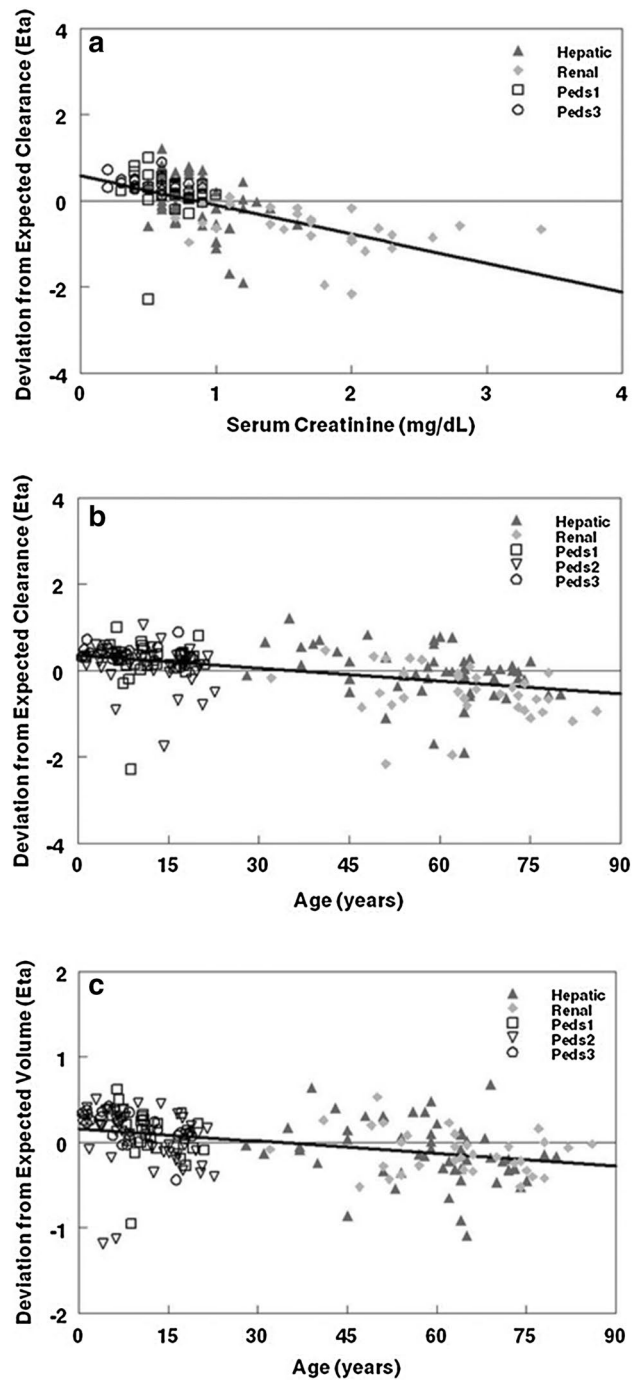 a
Deviation from Expected Clearance (Eta)
4
2
0
-2
-4
Hepatic
Renal
Peds1
Peds3
0 1 2 3 4
Serum Creatinine (mg/dL)
b
Deviation from Expected Clearance (Eta)
4
2
0
-2
-4
Hepatic
Renal
Peds1
Peds2
Peds3
0 15 30 45 60 75 90
Age (years)
c
Deviation from Expected Volume (Eta)
2
1
0
-1
-2
Hepatic
Renal
Peds1
Peds2
Peds3
0 15 30 45 60 75 90
Age (years)